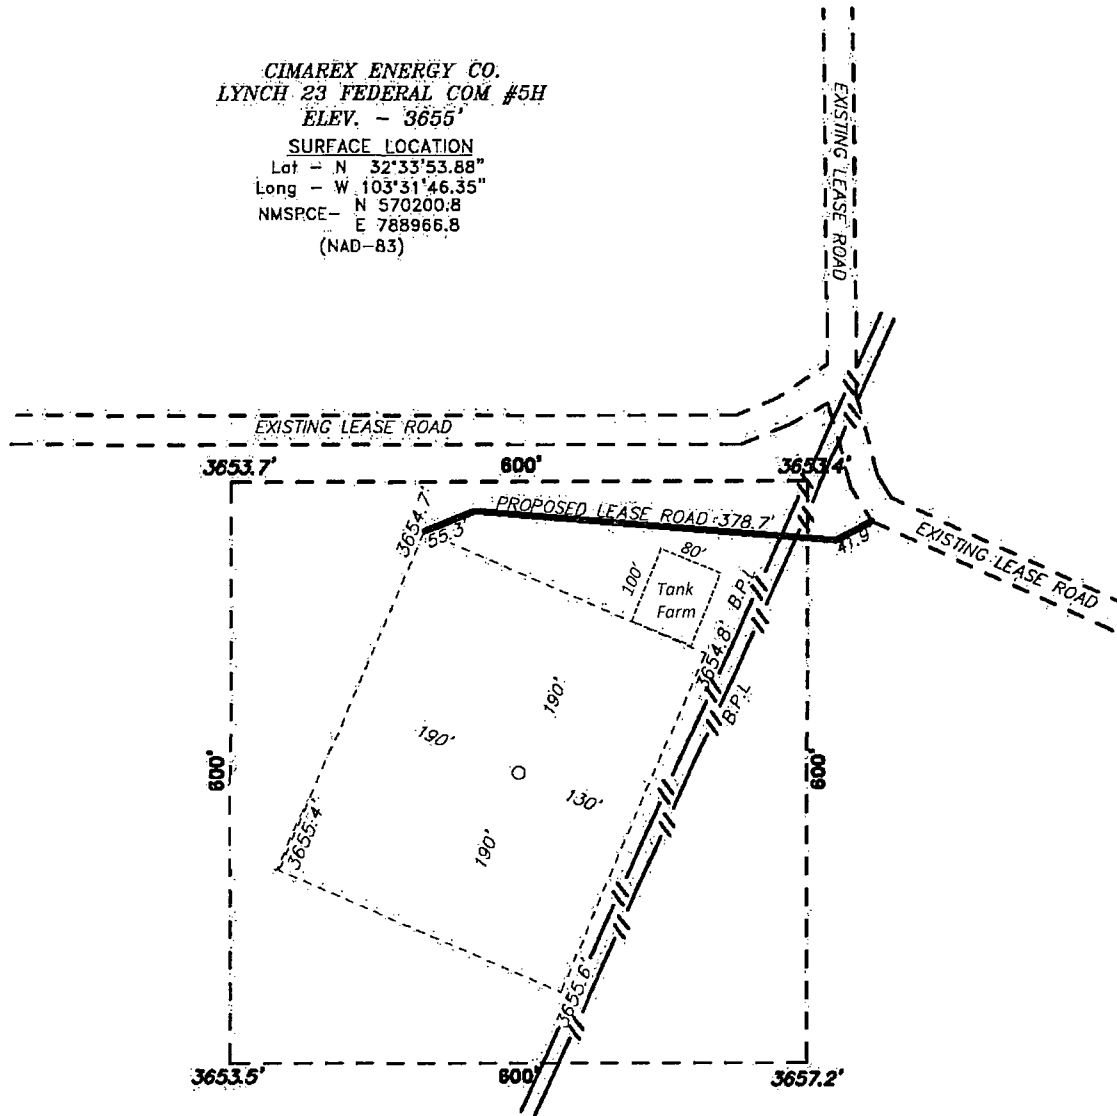 CIMAREX ENERGY CO.
LYNCH 23 FEDERAL COM #5H
ELEV. - 3655'
SURFACE LOCATION
Lat - N 32°33'53.88"
Long - W 103°31'46.35"
NMSPCE- N 570200.8
E 788966.8
(NAD-83)
EXISTING LEASE ROAD
EXISTING LEASE ROAD
3653.7'
600'
3653.4'
3654.7'
55.3'
PROPOSED LEASE ROAD 378.7'
41.9'
EXISTING LEASE ROAD
80'
100'
Tank
Farm
B.P.L
3654.8'
B.P.L
190'
190'
130'
190'
600'
600'
3655.4'
3655.6'
3653.5'
600'
3657.2'